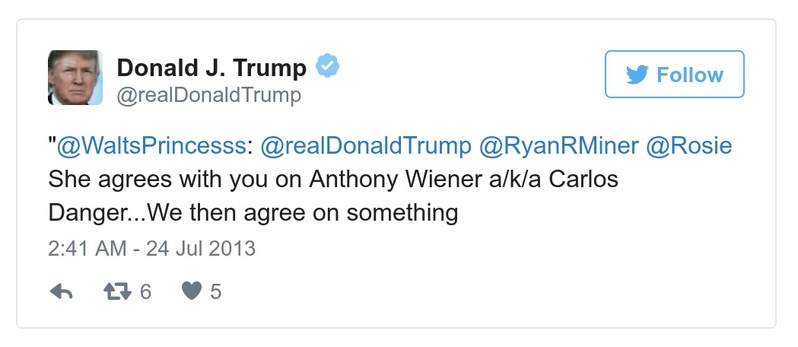 Donald J. Trump
@realDonaldTrump
Follow
"@WaltsPrincesss: @realDonaldTrump @RyanRMiner @Rosie
She agrees with you on Anthony Wiener a/k/a Carlos
Danger...We then agree on something
2:41 AM - 24 Jul 2013
6 5